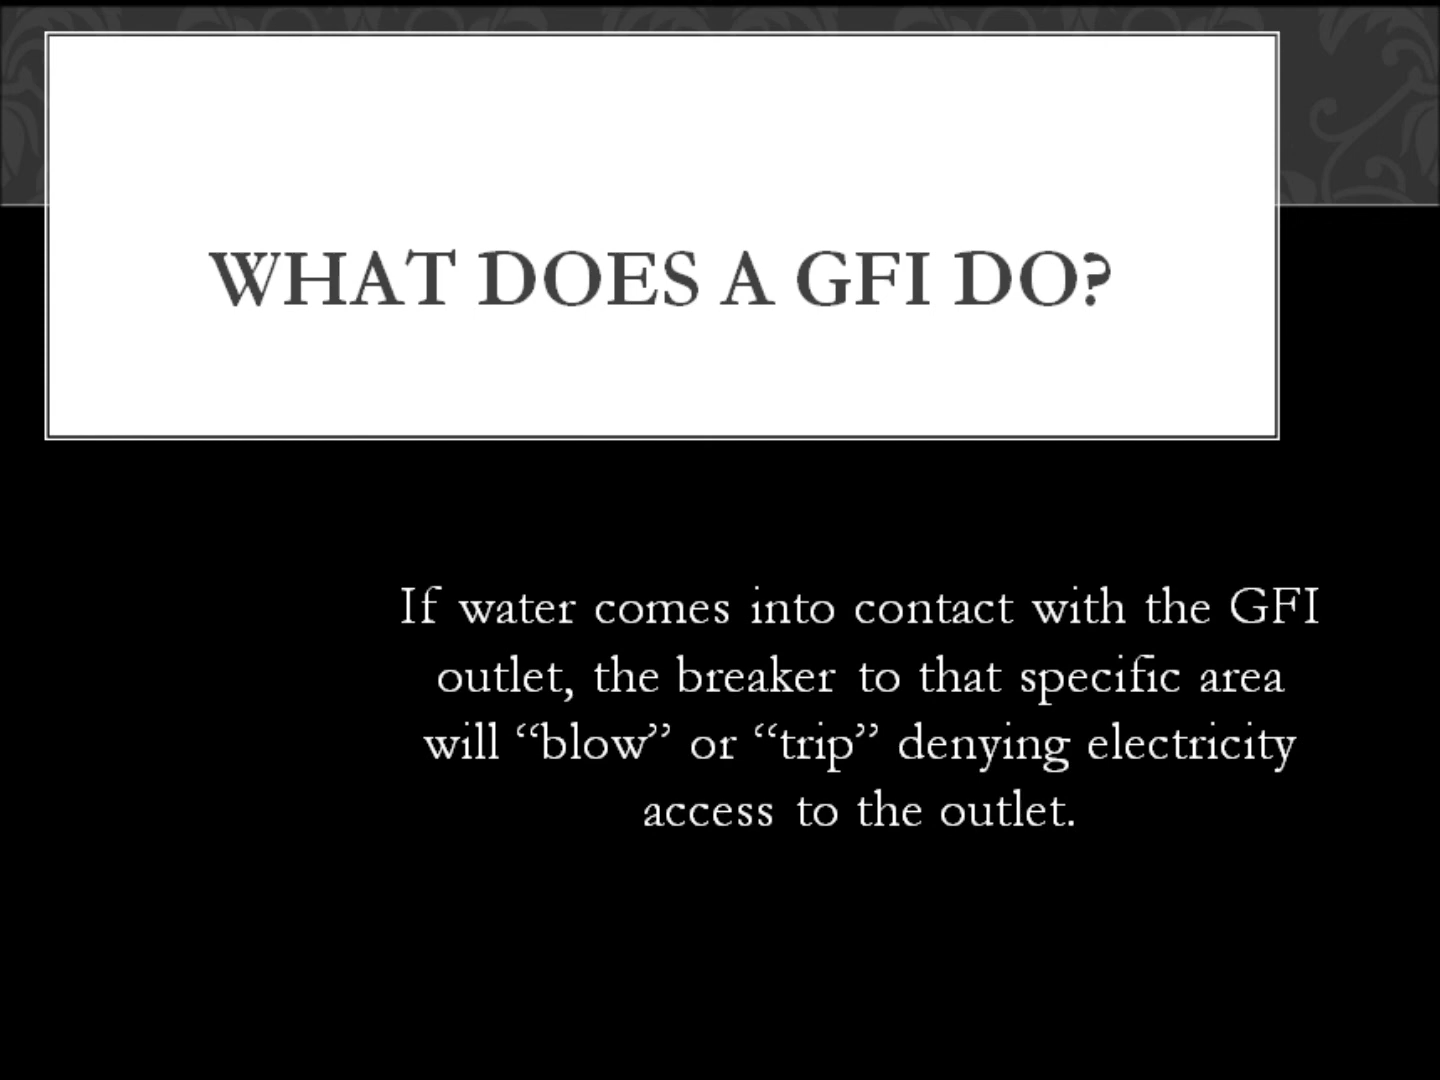 WHAT DOES A GFI DO?
If water comes into contact with the GFI
outlet, the breaker to that specific area
will “blow” or “trip” denying electricity
access to the outlet.